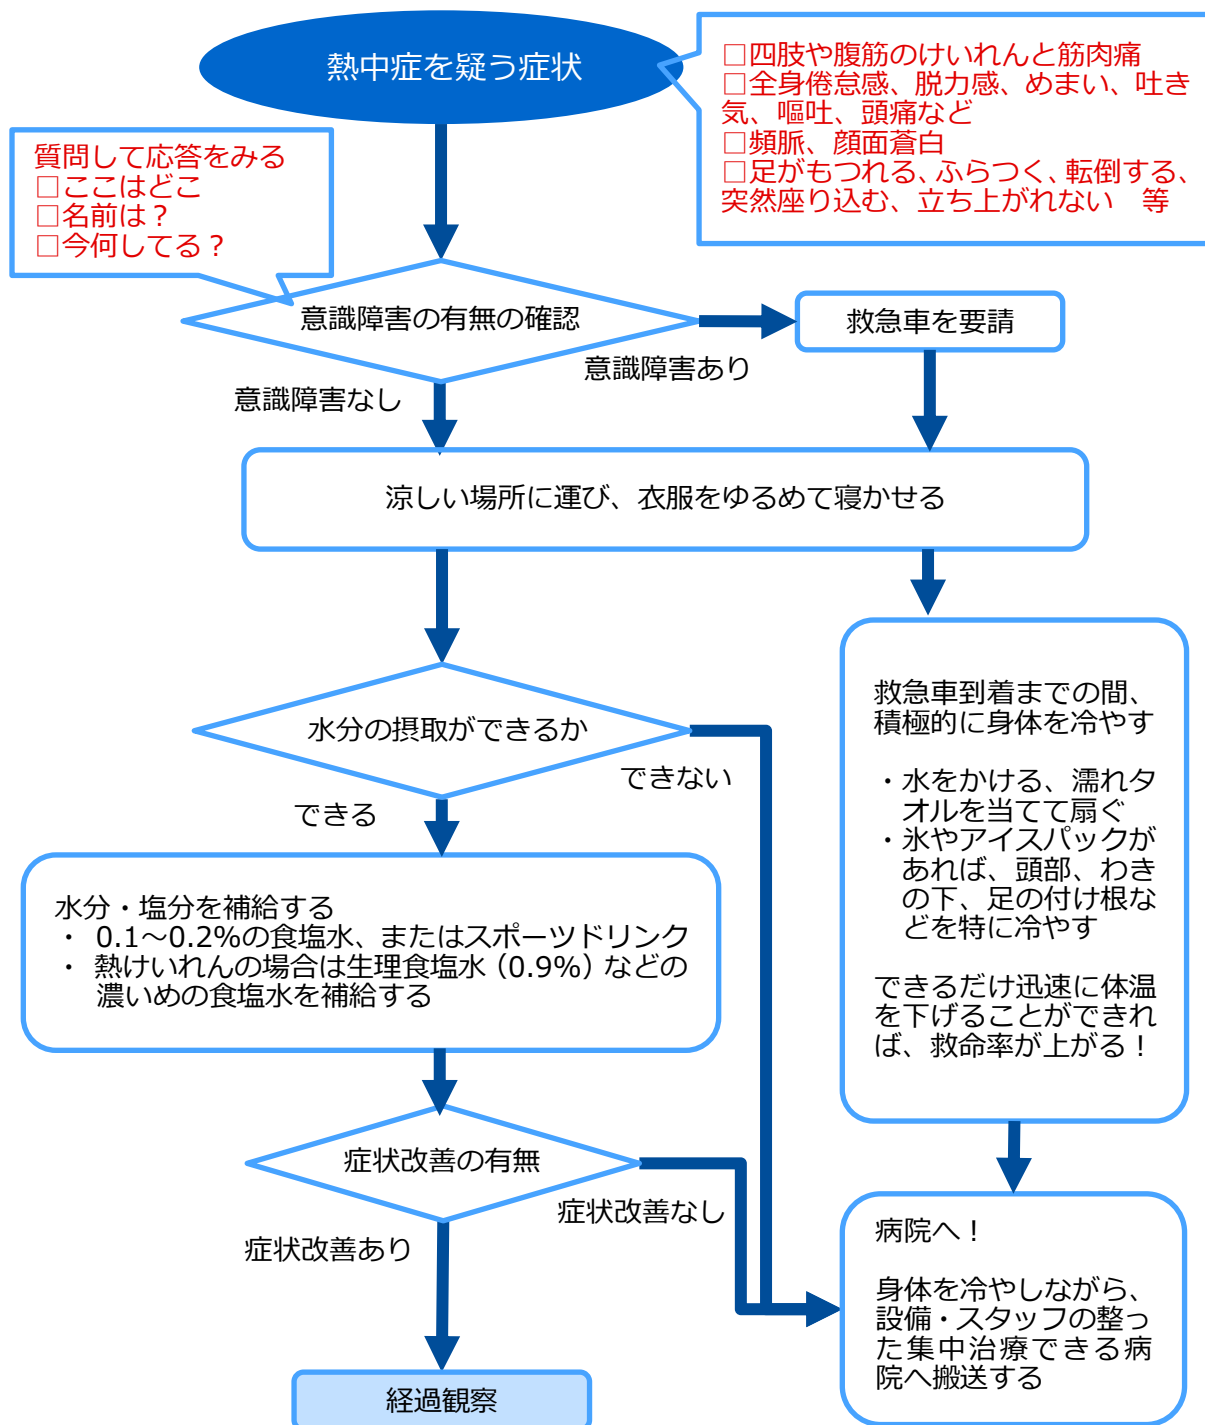 熱中症を疑う症状
□四肢や腹筋のけいれんと筋肉痛
□全身倦怠感、脱力感、めまい、吐き
気、嘔吐、頭痛など
□頻脈、顔面蒼白
□足がもつれる、ふらつく、転倒する、
突然座り込む、立ち上がれない　等
質問して応答をみる
□ここはどこ
□名前は？
□今何してる？
意識障害の有無の確認
救急車を要請
意識障害あり
意識障害なし
涼しい場所に運び、衣服をゆるめて寝かせる
水分の摂取ができるか
できない
できる
救急車到着までの間、
積極的に身体を冷やす
・水をかける、濡れタ
オルを当てて扇ぐ
・氷やアイスパックが
あれば、頭部、わき
の下、足の付け根な
どを特に冷やす
できるだけ迅速に体温
を下げることができれ
ば、救命率が上がる！
水分・塩分を補給する
・ 0.1～0.2%の食塩水、またはスポーツドリンク
・ 熱けいれんの場合は生理食塩水（0.9%）などの
濃いめの食塩水を補給する
症状改善の有無
症状改善なし
症状改善あり
病院へ！
身体を冷やしながら、
設備・スタッフの整っ
た集中治療できる病
院へ搬送する
経過観察